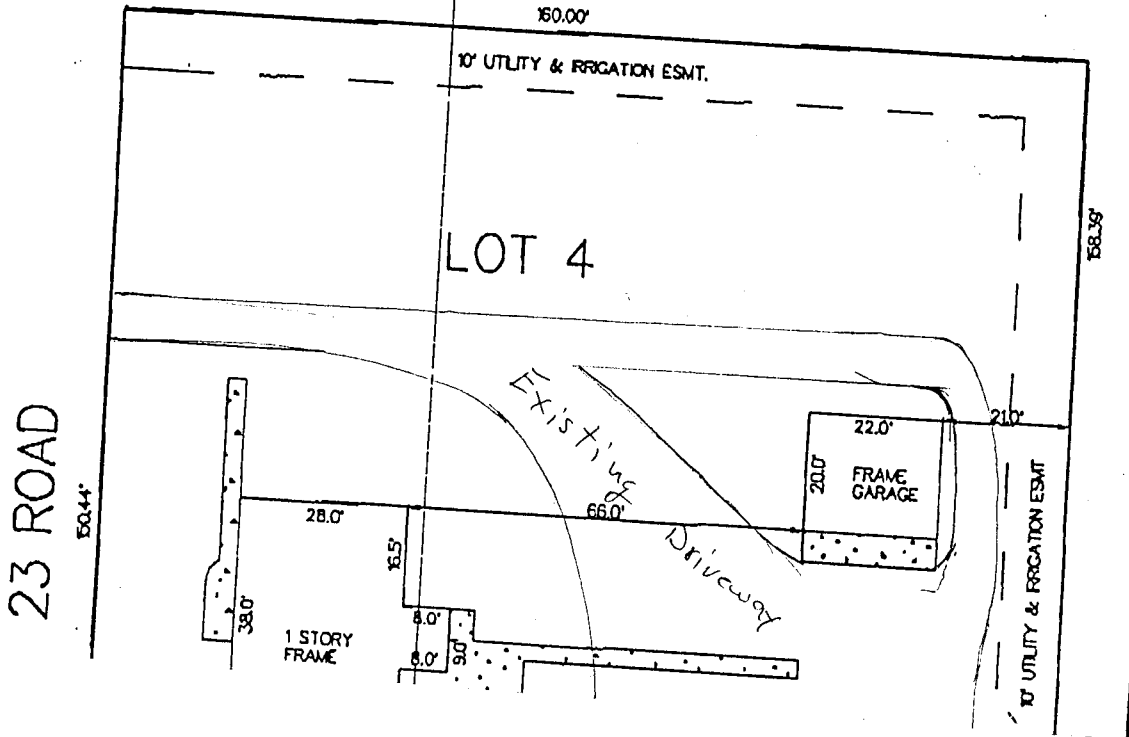 160.00'
10' UTILITY & IRRIGATION ESMT.
LOT 4
158.39'
Existing
Driveway
22.0'
21.0'
20.0'
FRAME
GARAGE
23 ROAD
150.44'
28.0'
66.0'
16.5'
38.0'
8.0'
1 STORY
FRAME
8.0'
9.0'
10' UTILITY & IRRIGATION ESMT